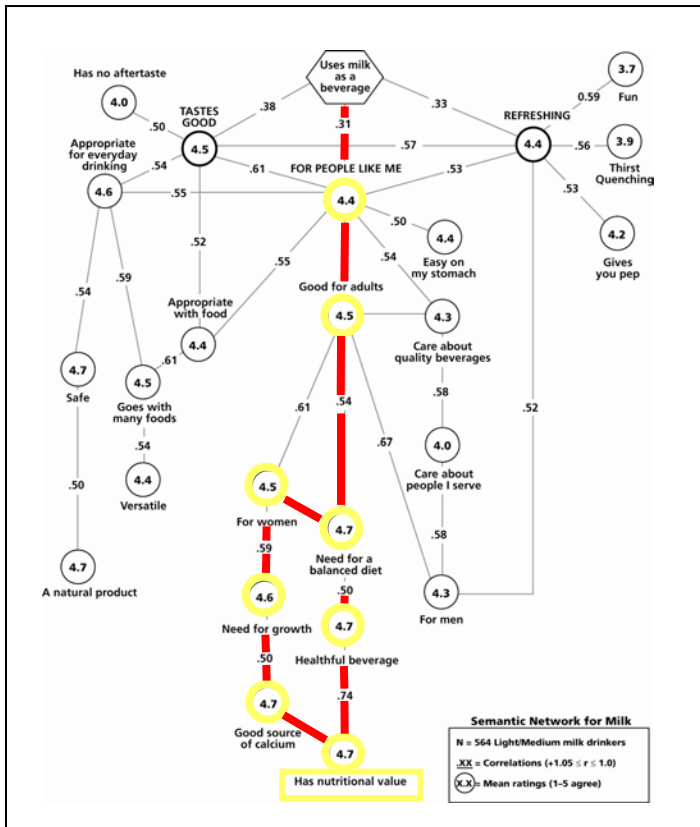 Uses milk
as a
beverage
Has no aftertaste
4.0
3.7
Fun
.38
.33
0.59
.31
TASTES
GOOD
REFRESHING
.50
4.5
.57
4.4
.56
3.9
Thirst
Quenching
Appropriate
for everyday
drinking
.54
.61
FOR PEOPLE LIKE ME
.53
.53
4.6
.55
4.4
.50
4.4
Easy on
my stomach
4.2
Gives
you pep
.52
.55
.54
.59
.54
Good for adults
4.5
4.3
Care about
quality beverages
Appropriate
with food
4.4
4.7
Safe
.61
4.5
Goes with
many foods
.58
.61
.54
.52
.67
4.0
Care about
people I serve
.54
4.4
Versatile
.50
4.5
For women
4.7
Need for a
balanced diet
.58
.59
4.7
A natural product
.50
4.3
For men
4.6
Need for growth
4.7
Healthful beverage
.50
.74
4.7
Good source
of calcium
4.7
Has nutritional value
Semantic Network for Milk
N = 564 Light/Medium milk drinkers
.XX = Correlations (+1.05 ≤ r ≤ 1.0)
X.X = Mean ratings (1–5 agree)